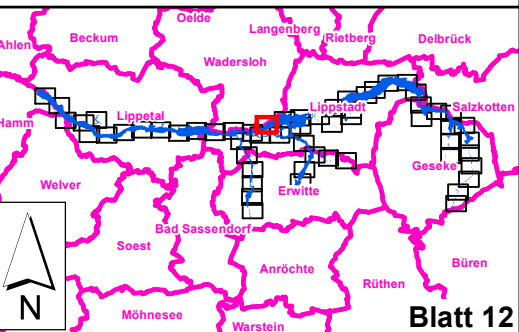 Oelde
Langenberg
Rietberg
Delbrück
Beckum
Ahlen
Wadersloh
Lippstadt
Salzkotten
Lippetal
Hamm
Geseke
Welver
Erwitte
Bad Sassendorf
Soest
Anröchte
Büren
Rüthen
N
Möhnesee
Warstein
Blatt 12